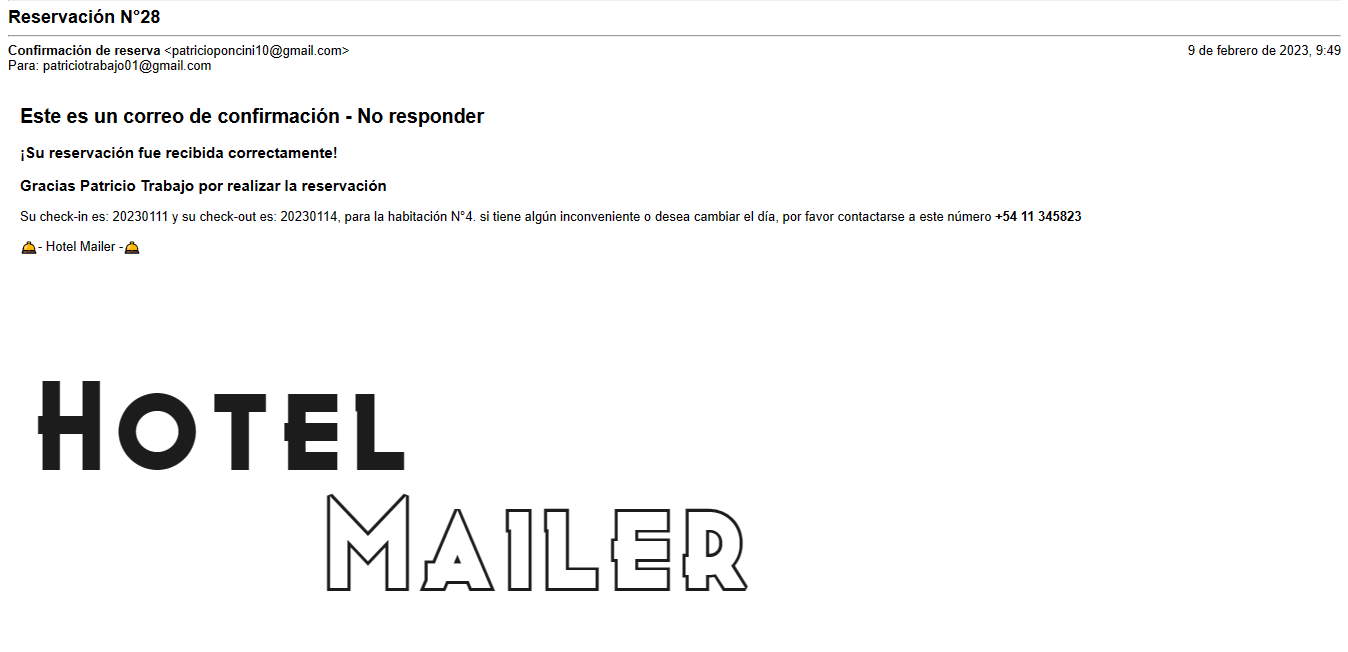 Reservación N°28
Confirmación de reserva <patricioponcini10@gmail.com>
9 de febrero de 2023, 9:49
Para: patriciotrabajo01@gmail.com
Este es un correo de confirmación - No responder
¡Su reservación fue recibida correctamente!
Gracias Patricio Trabajo por realizar la reservación
Su check-in es: 20230111 y su check-out es: 20230114, para la habitación N°4. si tiene algún inconveniente o desea cambiar el día, por favor contactarse a este número +54 11 345823
🛎- Hotel Mailer -🛎
HOTEL
MAILER